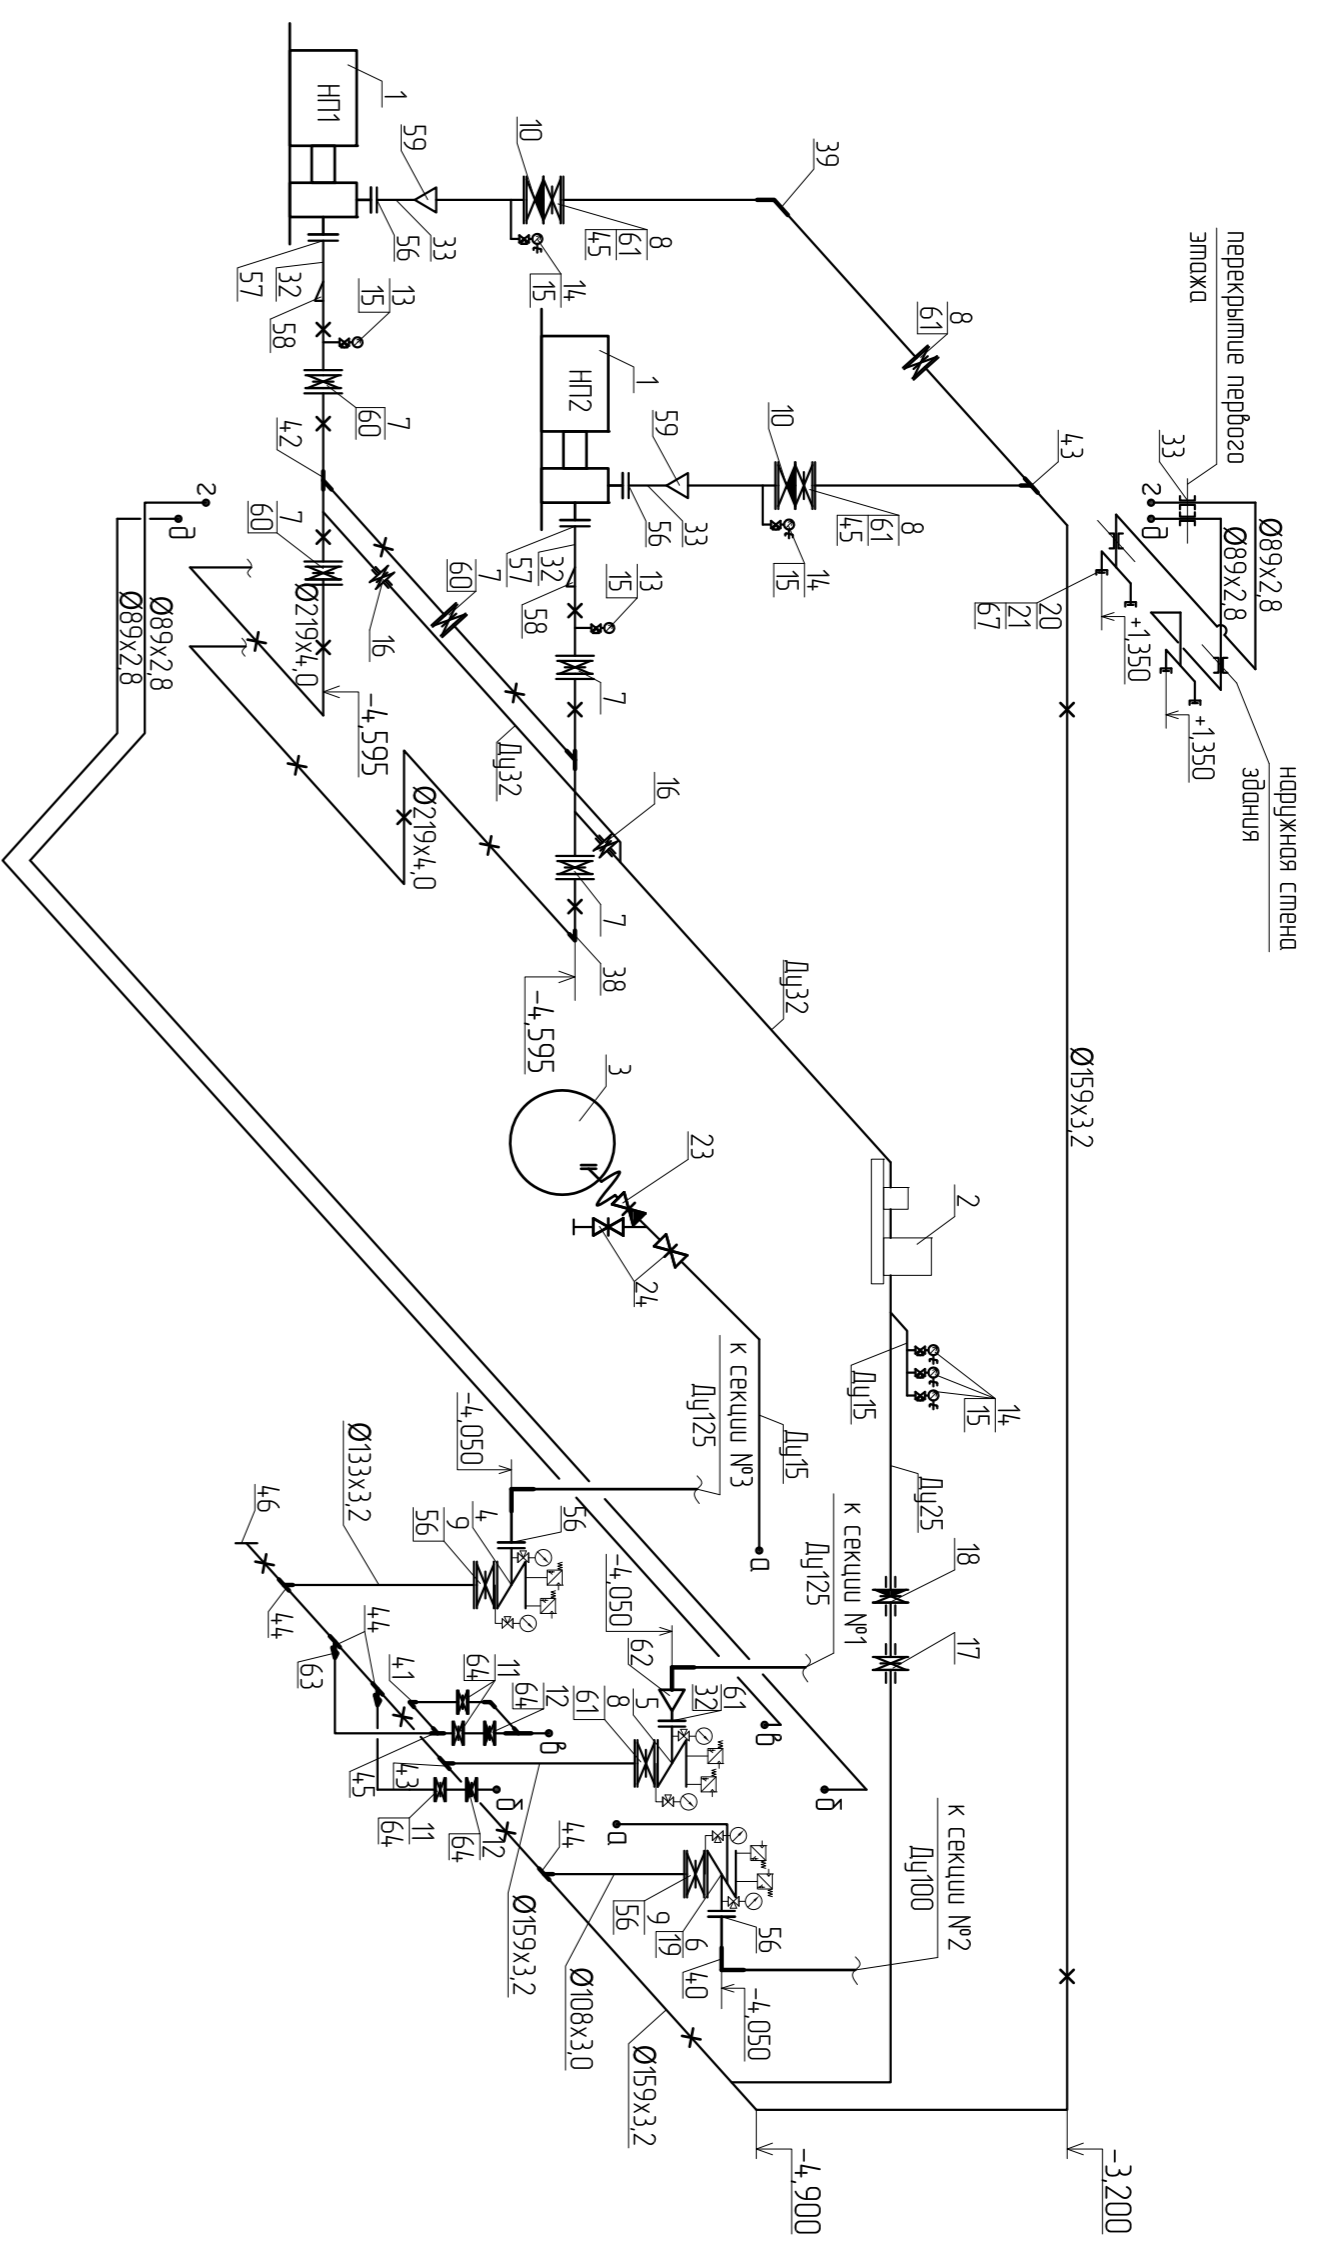 перекрытие первого
этажа
наружная стена
здания
33
г
д
Ø89x2,8
Ø89x2,8
+1,350
+1,350
20
21
67
1
НП1
59
10
56
33
8
61
45
14
15
39
8
61
43
57
32
58
13
15
7
60
42
7
60
16
Ø219x4,0
-4,595
г
д
Ø89x2,8
Ø89x2,8
1
НП2
59
10
56
33
8
61
45
14
15
57
32
58
13
15
7
60
7
Ду32
16
7
38
-4,595
Ø219x4,0
Ду32
Ø159x3,2
2
3
23
24
14
15
Ду15
Ду25
18
17
Ду15
а
к секции №3
Ду125
-4,050
Ø133x3,2
56
4
9
56
46
44
44
63
к секции №1
Ду125
-4,050
62
61
32
5
8
61
41
11
64
12
64
в
в
б
б
45
43
11
64
12
64
а
к секции №2
Ду100
44
56
9
6
19
56
40
-4,050
Ø159x3,2
Ø108x3,0
Ø159x3,2
-4,900
-3,200